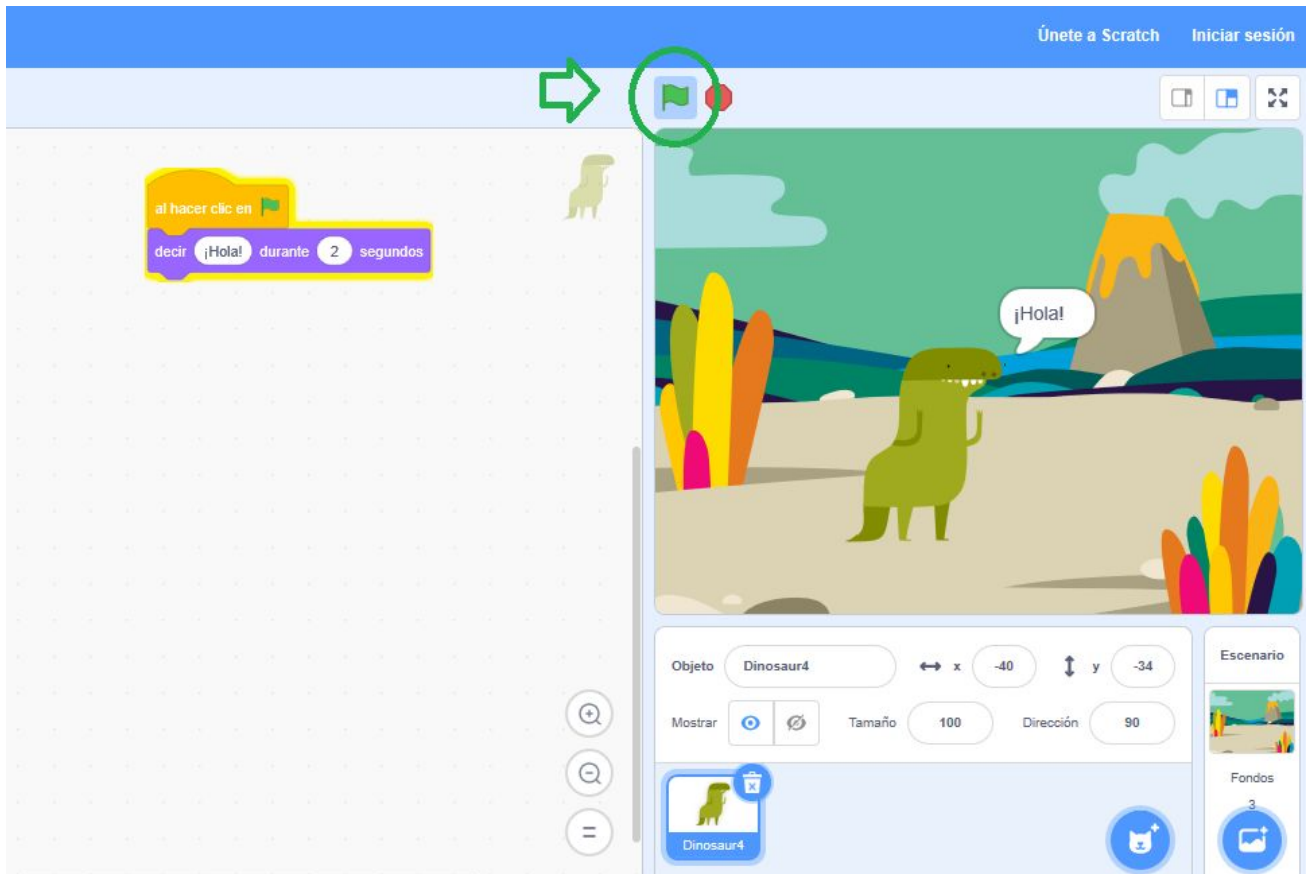 Únete a Scratch Iniciar sesión
al hacer clic en
decir ¡Hola! durante 2 segundos
¡Hola!
Objeto Dinosaur4 x -40 y -34
Mostrar Tamaño 100 Dirección 90
Dinosaur4
Escenario
Fondos
3